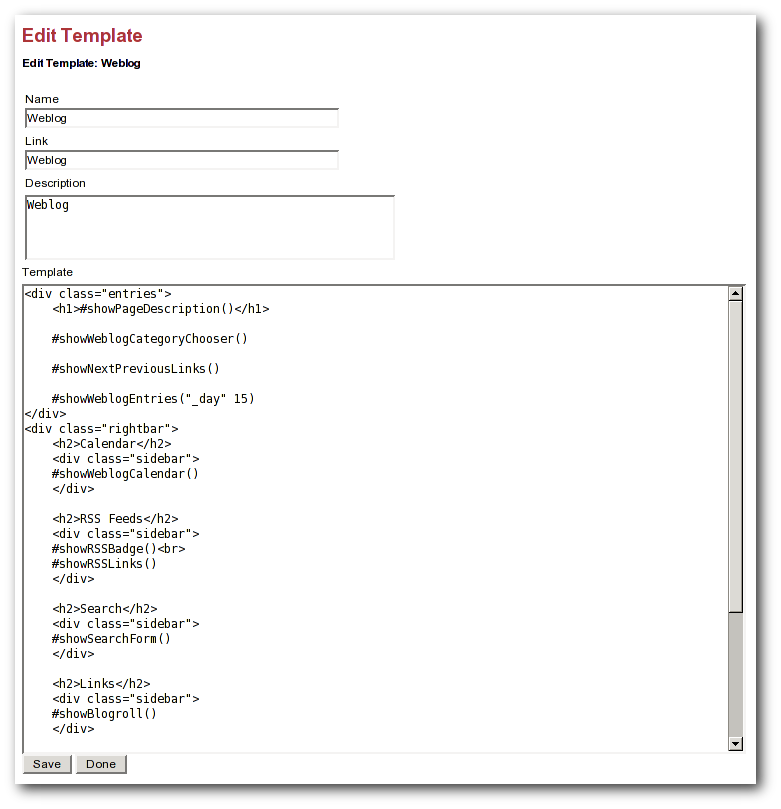 Edit Template
Edit Template: Weblog
Name
Weblog
Link
Weblog
Description
Weblog
Template
<div class="entries">
    <h1>#showPageDescription()</h1>

    #showWeblogCategoryChooser()

    #showNextPreviousLinks()

    #showWeblogEntries("_day" 15)
</div>
<div class="rightbar">
    <h2>Calendar</h2>
    <div class="sidebar">
    #showWeblogCalendar()
    </div>

    <h2>RSS Feeds</h2>
    <div class="sidebar">
    #showRSSBadge()<br>
    #showRSSLinks()
    </div>

    <h2>Search</h2>
    <div class="sidebar">
    #showSearchForm()
    </div>

    <h2>Links</h2>
    <div class="sidebar">
    #showBlogroll()
    </div>
Save Done